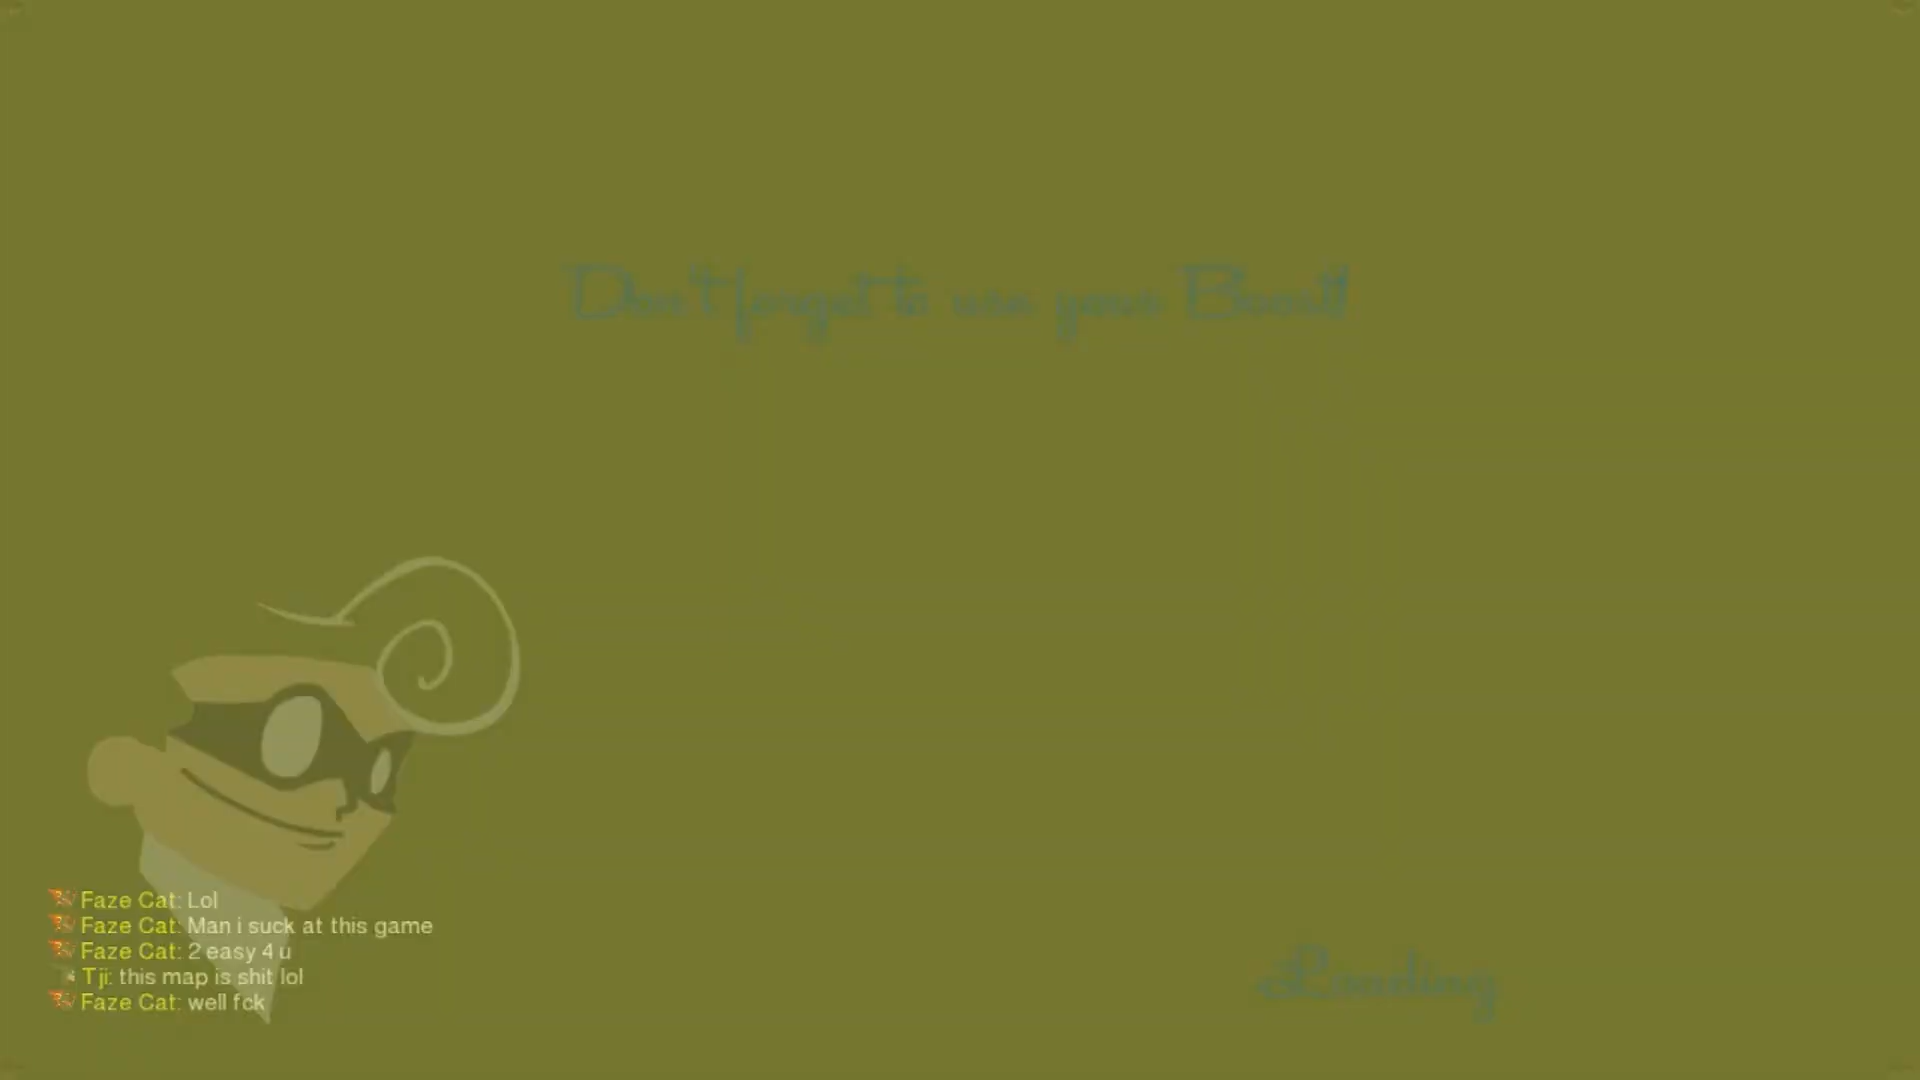 Don't forget to use your Boost!
Faze Cat: Lol
Faze Cat: Man i suck at this game
Faze Cat: 2 easy 4 u
Tji: this map is shit lol
Faze Cat: well fck
Loading